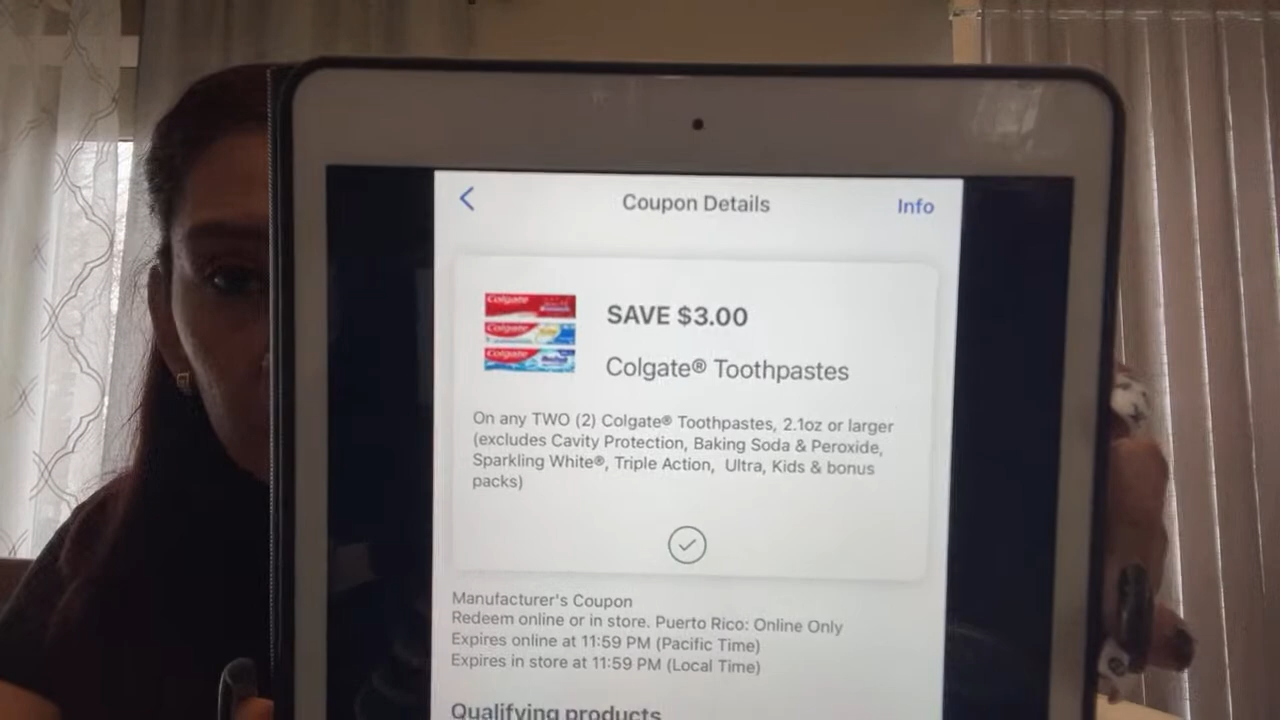 Coupon Details
Info
Colgate
Colgate
Colgate
SAVE $3.00
Colgate® Toothpastes
On any TWO (2) Colgate® Toothpastes, 2.1oz or larger
(excludes Cavity Protection, Baking Soda & Peroxide,
Sparkling White®, Triple Action, Ultra, Kids & bonus
packs)
Manufacturer's Coupon
Redeem online or in store. Puerto Rico: Online Only
Expires online at 11:59 PM (Pacific Time)
Expires in store at 11:59 PM (Local Time)
Qualifying products